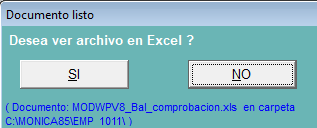 Documento listo
Desea ver archivo en Excel ?
SI
NO
( Documento: MODWPV8_Bal_comprobacion.xls en carpeta
C:\MONICA85\EMP_1011\ )